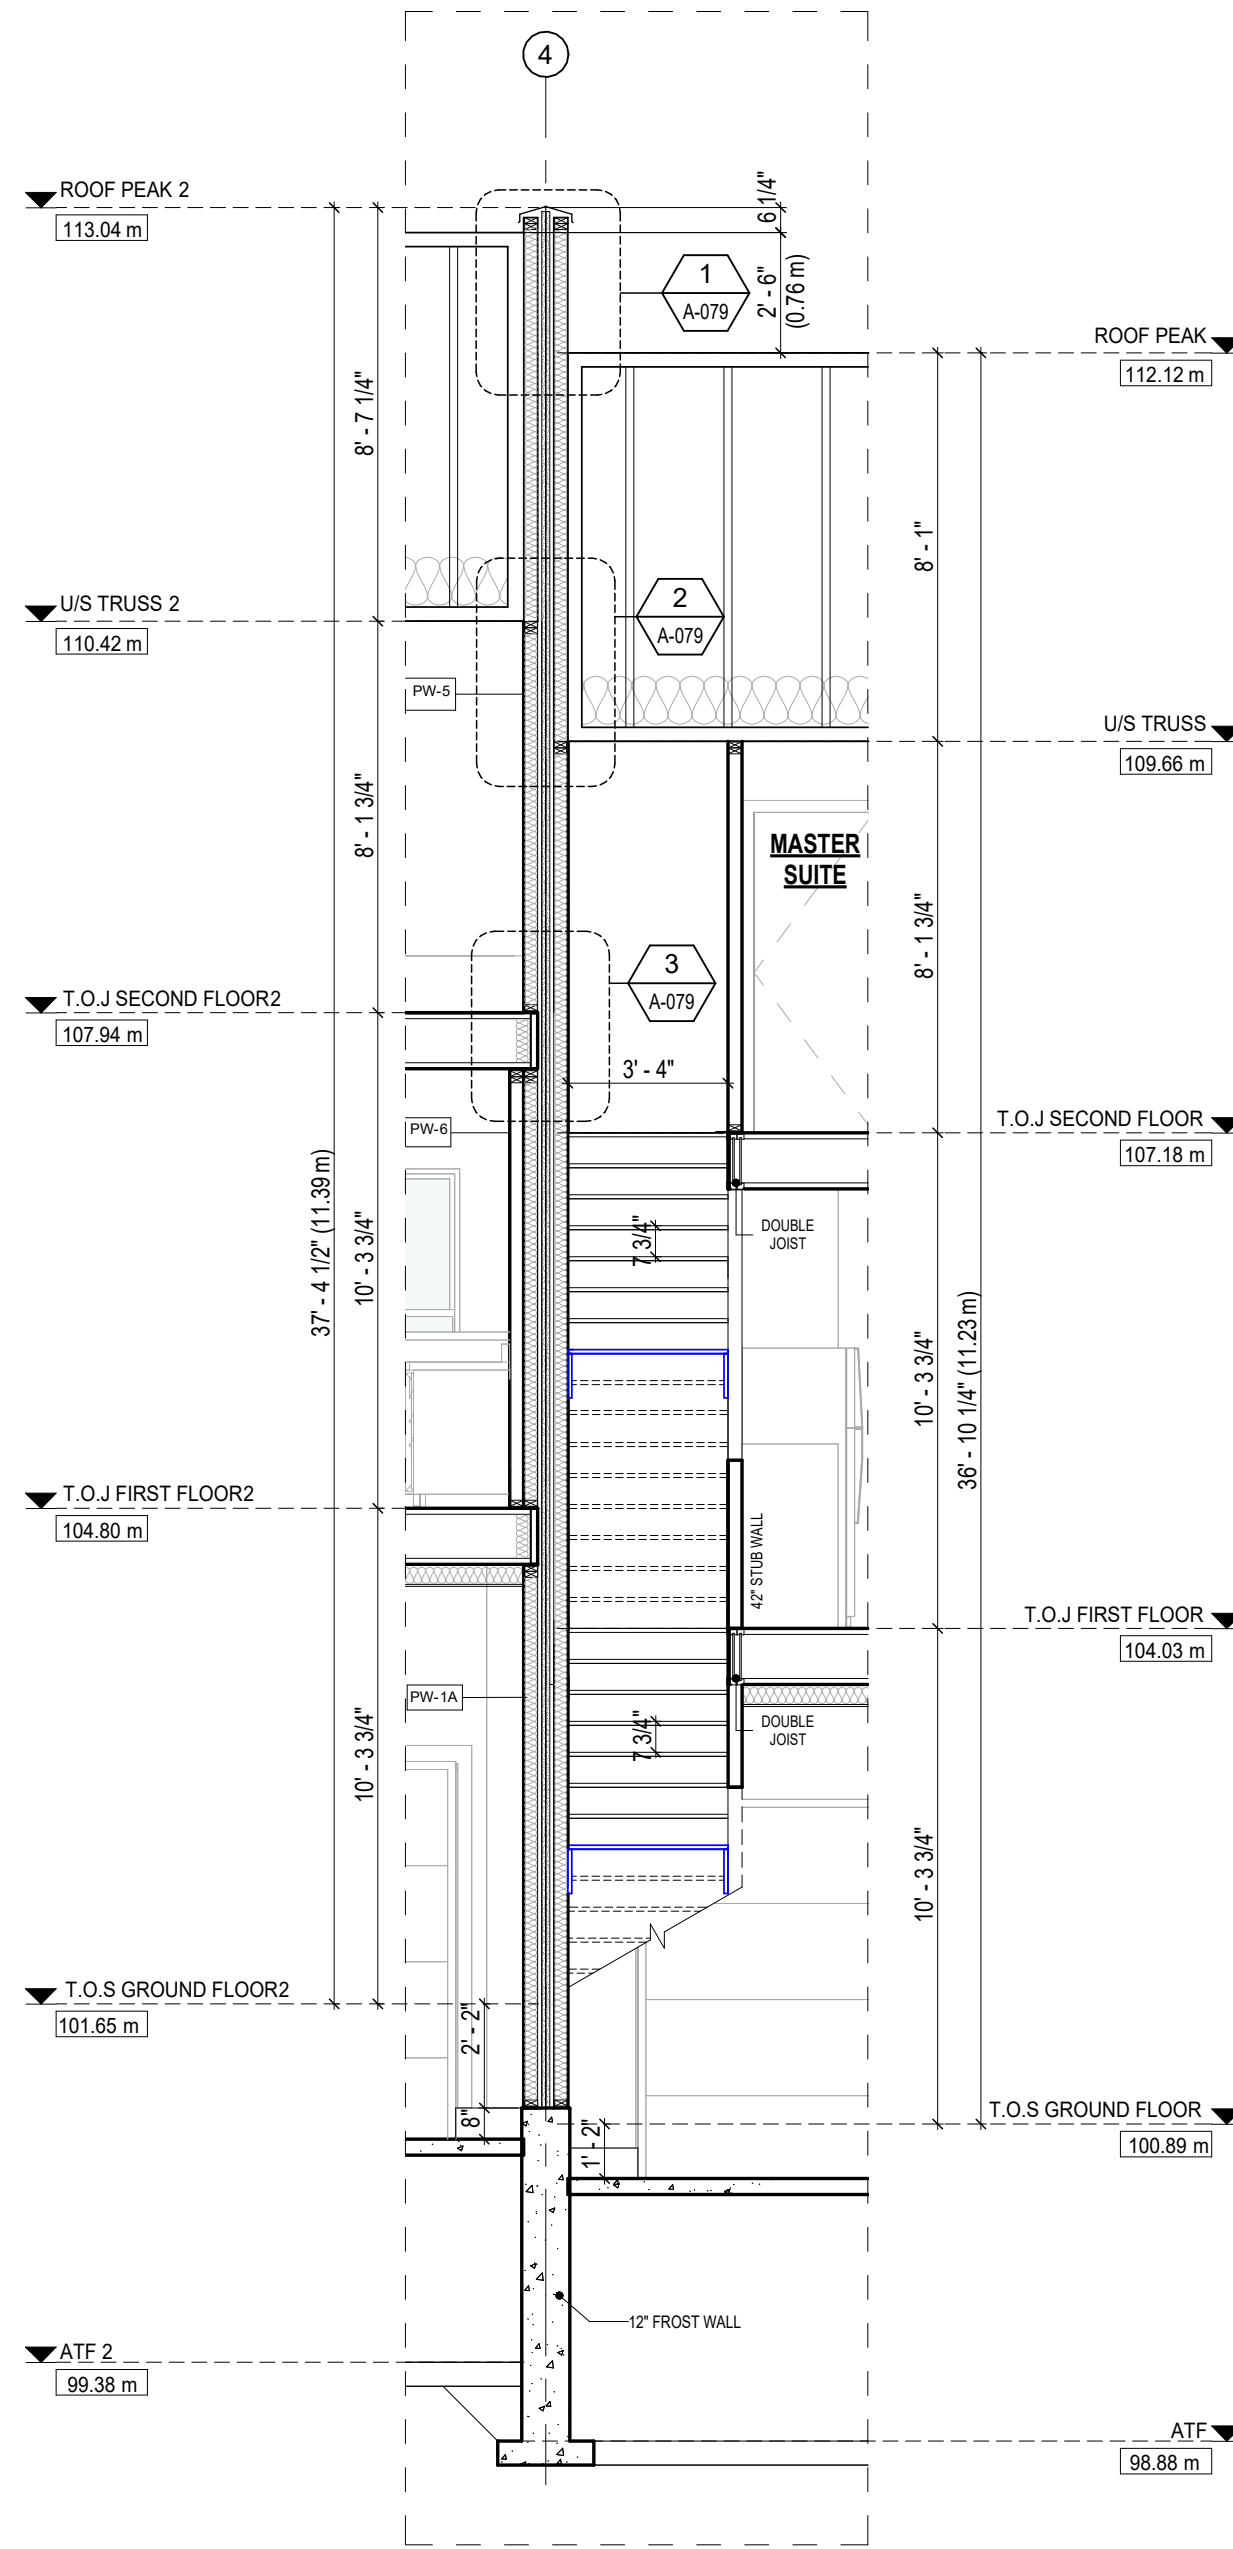 4
ROOF PEAK 2
113.04 m
6 1/4"
1
A-079
2' - 6"
(0.76 m)
ROOF PEAK
112.12 m
8' - 7 1/4"
8' - 1"
U/S TRUSS 2
110.42 m
2
A-079
PW-5
U/S TRUSS
109.66 m
8' - 1 3/4"
MASTER
SUITE
8' - 1 3/4"
3
A-079
T.O.J SECOND FLOOR2
107.94 m
3' - 4"
PW-6
T.O.J SECOND FLOOR
107.18 m
37' - 4 1/2" (11.39 m)
10' - 3 3/4"
7 3/4"
DOUBLE
JOIST
10' - 3 3/4"
36' - 10 1/4" (11.23 m)
T.O.J FIRST FLOOR2
104.80 m
42" STUB WALL
T.O.J FIRST FLOOR
104.03 m
PW-1A
10' - 3 3/4"
7 3/4"
DOUBLE
JOIST
10' - 3 3/4"
T.O.S GROUND FLOOR2
101.65 m
2' - 2"
8"
1' - 2"
T.O.S GROUND FLOOR
100.89 m
12" FROST WALL
ATF 2
99.38 m
ATF
98.88 m